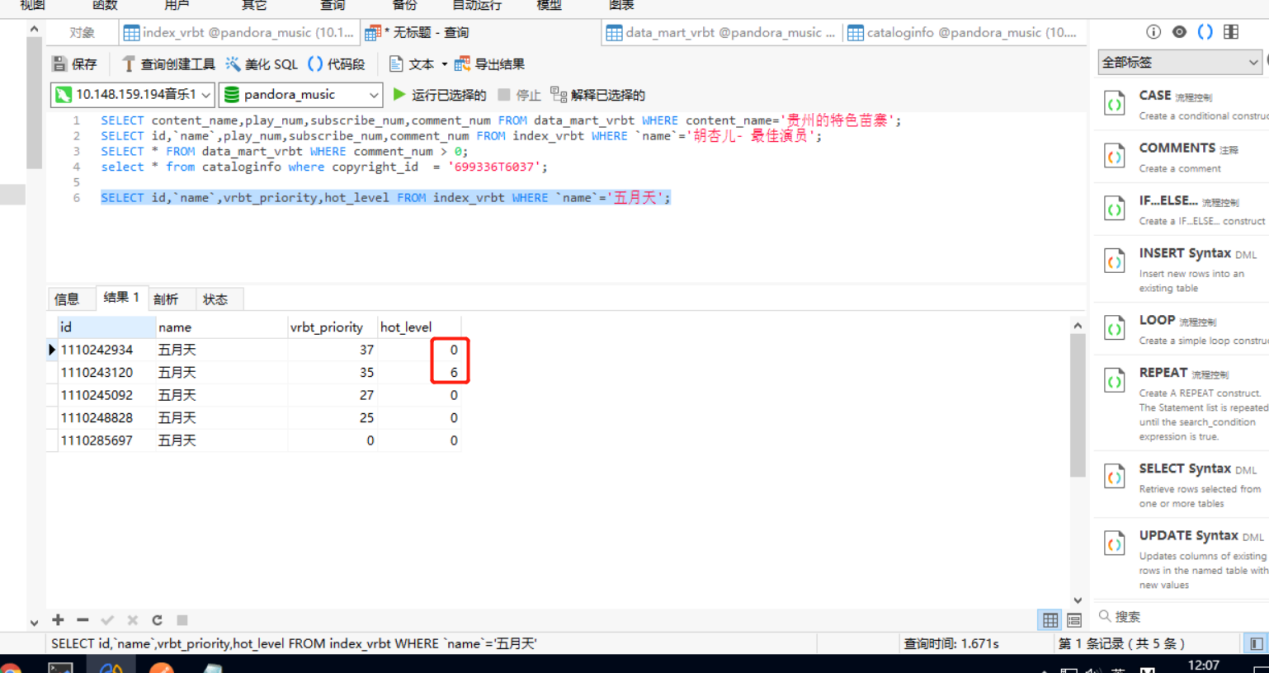 视图 函数 用户 其它 查询 备份 自动运行 模型 图表
对象 index_vrbt @pandora_music (10.1... * 无标题 - 查询 data_mart_vrbt @pandora_music ... cataloginfo @pandora_music (10....
保存 查询创建工具 美化 SQL () 代码段 文本 导出结果
10.148.159.194音乐1 pandora_music 运行已选择的 停止 解释已选择的
1 SELECT content_name,play_num,subscribe_num,comment_num FROM data_mart_vrbt WHERE content_name='贵州的特色苗寨';
2 SELECT id,`name`,play_num,subscribe_num,comment_num FROM index_vrbt WHERE `name`='胡杏儿- 最佳演员';
3 SELECT * FROM data_mart_vrbt WHERE comment_num > 0;
4 select * from cataloginfo where copyright_id  = '699336T6037';
5
6 SELECT id,`name`,vrbt_priority,hot_level FROM index_vrbt WHERE `name`='五月天';
信息 结果 1 剖析 状态
id name vrbt_priority hot_level
1110242934 五月天 37 0
1110243120 五月天 35 6
1110245092 五月天 27 0
1110248828 五月天 25 0
1110285697 五月天 0 0
SELECT id,`name`,vrbt_priority,hot_level FROM index_vrbt WHERE `name`='五月天'
查询时间: 1.671s
第 1 条记录 ( 共 5 条 )
全部标签
CASE 流程控制
Create a conditional construc
COMMENTS 注释
Create a comment
IF...ELSE... 流程控制
Create a IF...ELSE... construct
INSERT Syntax DML
Insert new rows into an
existing table
LOOP 流程控制
Create a simple loop constru
REPEAT 流程控制
Create A REPEAT construct.
The Statement list is repeated
until the search_condition
expression is true.
SELECT Syntax DML
Retrieve rows selected from
one or more tables
UPDATE Syntax DML
Updates columns of existing
rows in the named table with
new values
搜索
12:07